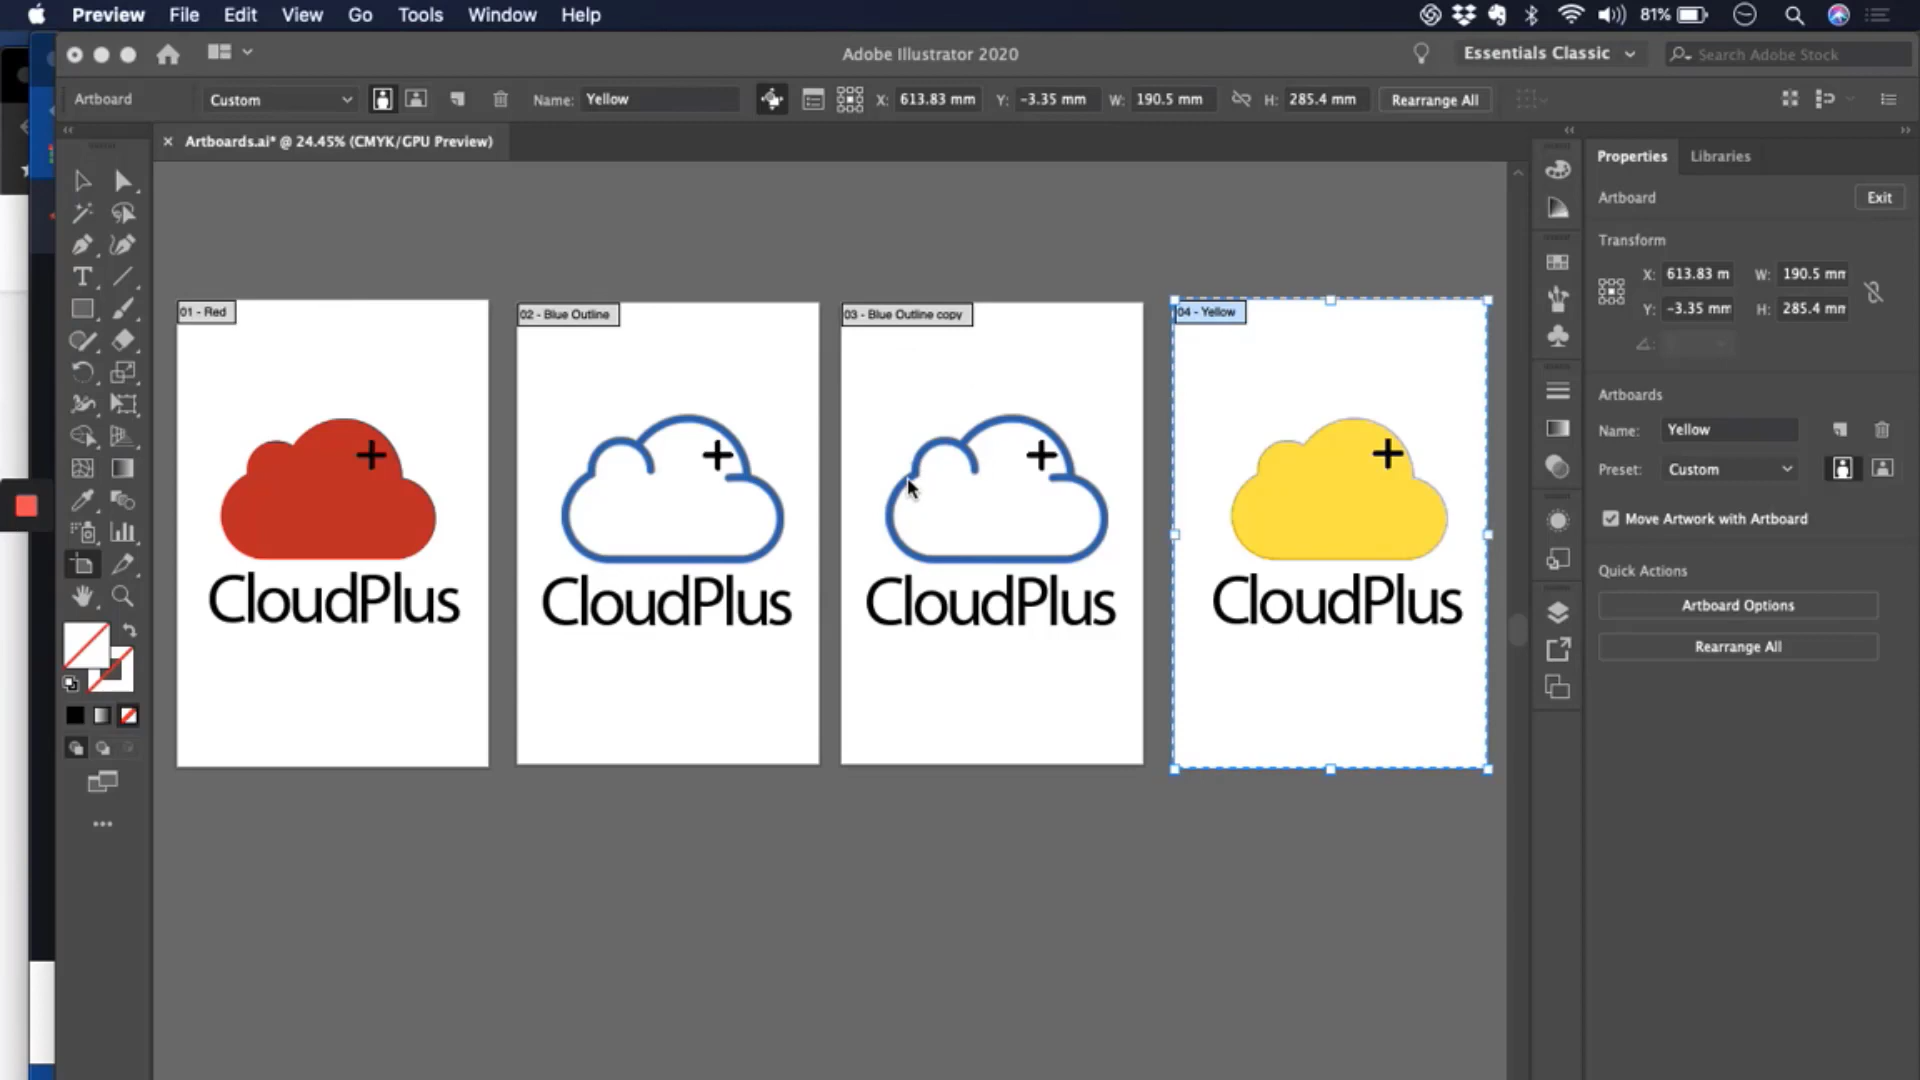 Preview File Edit View Go Tools Window Help 81%
Adobe Illustrator 2020 Essentials Classic Search Adobe Stock
Artboard Custom Name: Yellow X: 613.83 mm Y: -3.35 mm W: 190.5 mm H: 285.4 mm Rearrange All
× Artboards.ai* @ 24.45% (CMYK/GPU Preview)
Properties Libraries
Artboard Exit
Transform
X: 613.83 m W: 190.5 mm
Y: -3.35 mm H: 285.4 mm
01 - Red
02 - Blue Outline
03 - Blue Outline copy
04 - Yellow
CloudPlus
CloudPlus
CloudPlus
CloudPlus
Artboards
Name: Yellow
Preset: Custom
Move Artwork with Artboard
Quick Actions
Artboard Options
Rearrange All